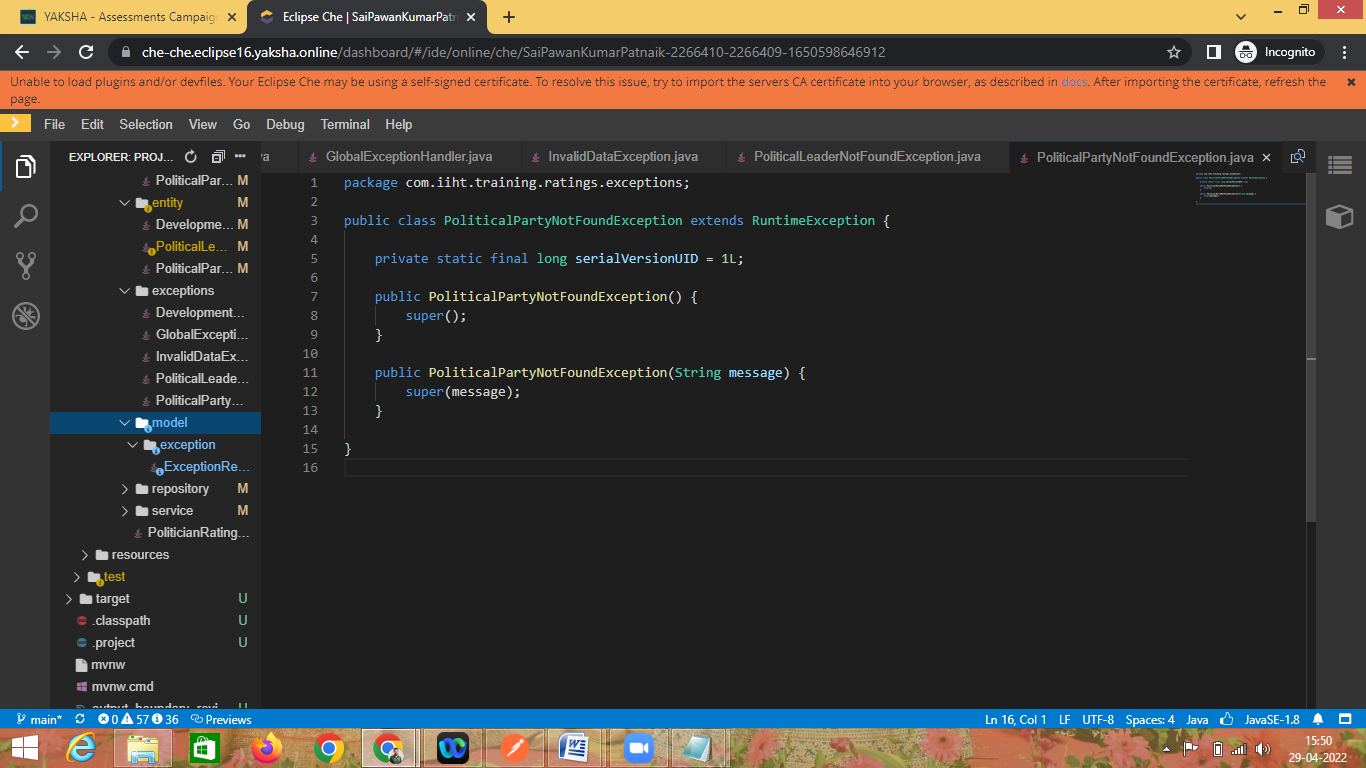 YAKSHA - Assessments Campaig
Eclipse Che | SaiPawanKumarPatn
che-che.eclipse16.yaksha.online/dashboard/#/ide/online/che/SaiPawanKumarPatnaik-2266410-2266409-1650598646912
Incognito
Unable to load plugins and/or devfiles. Your Eclipse Che may be using a self-signed certificate. To resolve this issue, try to import the servers CA certificate into your browser, as described in docs. After importing the certificate, refresh the
page.
File Edit Selection View Go Debug Terminal Help
EXPLORER: PROJ...
va
GlobalExceptionHandler.java
InvalidDataException.java
PoliticalLeaderNotFoundException.java
PoliticalPartyNotFoundException.java
PoliticalPar... M
entity M
Developme... M
PoliticalLe... M
PoliticalPar... M
exceptions
Development...
GlobalExcepti...
InvalidDataEx...
PoliticalLeade...
PoliticalParty...
model
exception
ExceptionRe...
repository M
service M
PoliticianRating...
resources
test
target U
.classpath U
.project U
mvnw
mvnw.cmd
1 package com.iiht.training.ratings.exceptions;
2
3 public class PoliticalPartyNotFoundException extends RuntimeException {
4
5 private static final long serialVersionUID = 1L;
6
7 public PoliticalPartyNotFoundException() {
8 super();
9 }
10
11 public PoliticalPartyNotFoundException(String message) {
12 super(message);
13 }
14
15 }
16
main* 0 57 36 Previews
Ln 16, Col 1 LF UTF-8 Spaces: 4 Java JavaSE-1.8
15:50
29-04-2022